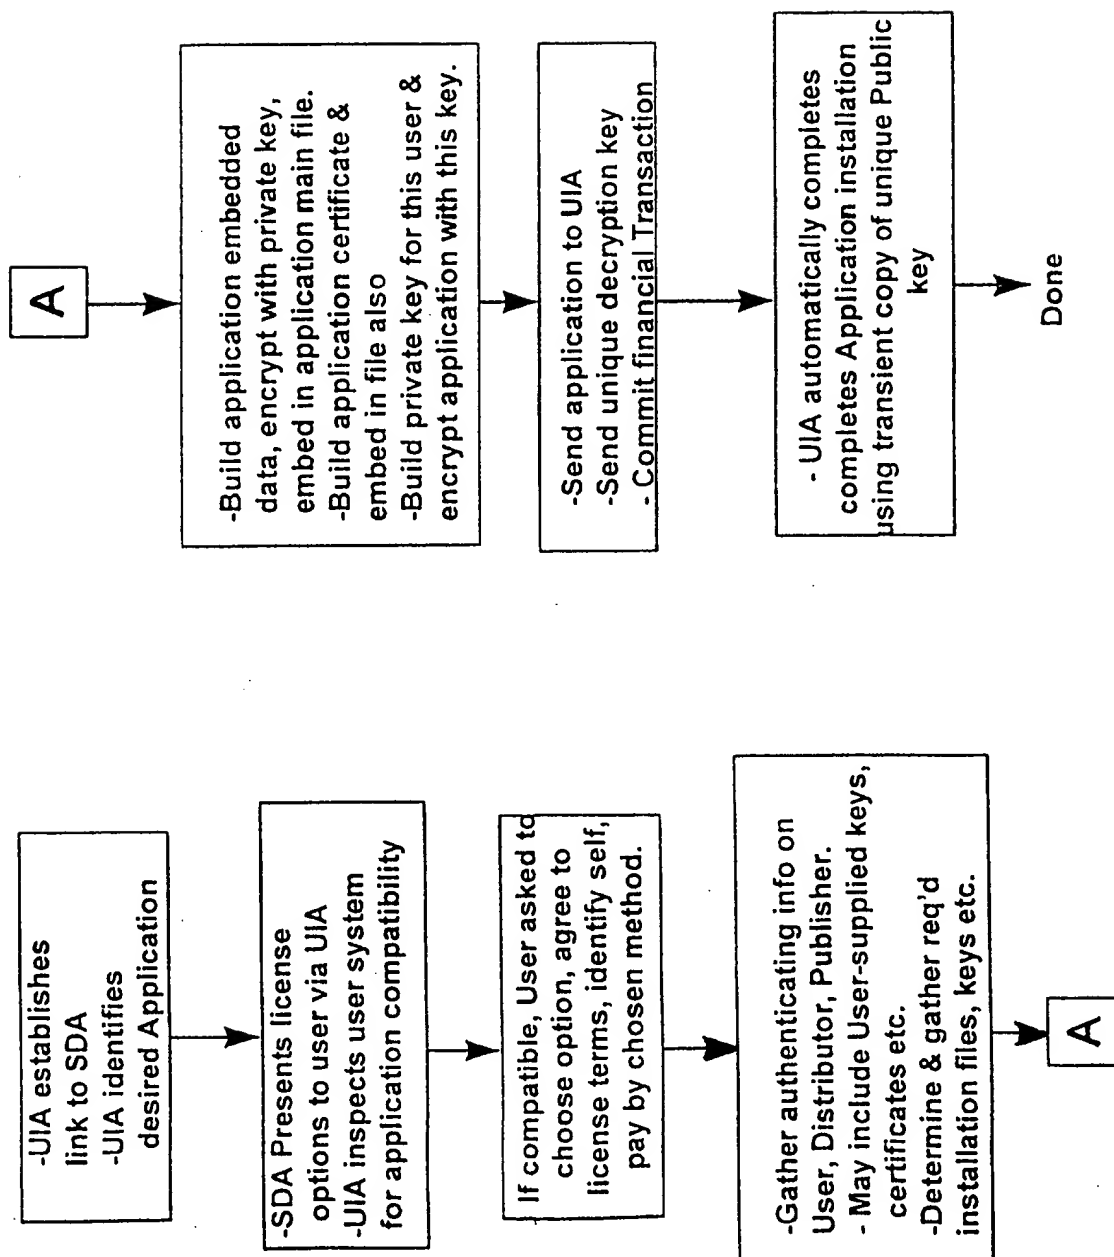 -UIA establishes
link to SDA
-UIA identifies
desired Application
-SDA Presents license
options to user via UIA
-UIA inspects user system
for application compatibility
If compatible, User asked to
choose option, agree to
license terms, identify self,
pay by chosen method.
-Gather authenticating info on
User, Distributor, Publisher.
- May include User-supplied keys,
certificates etc.
-Determine & gather req'd
installation files, keys etc.
A
A
-Build application embedded
data, encrypt with private key,
embed in application main file.
-Build application certificate &
embed in file also
-Build private key for this user &
encrypt application with this key.
-Send application to UIA
-Send unique decryption key
- Commit financial Transaction
- UIA automatically completes
completes Application installation
using transient copy of unique Public
key
Done